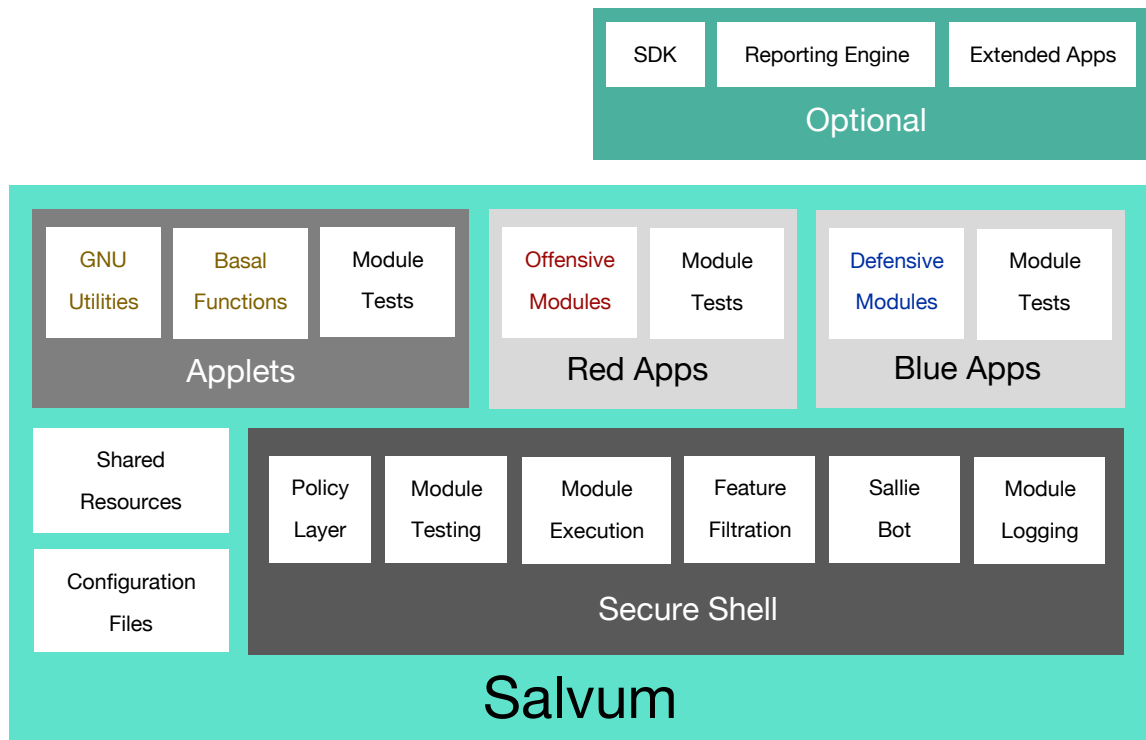 SDK
Reporting Engine
Extended Apps
Optional
GNU
Utilities
Basal
Functions
Module
Tests
Applets
Offensive
Modules
Module
Tests
Red Apps
Defensive
Modules
Module
Tests
Blue Apps
Shared
Resources
Configuration
Files
Policy
Layer
Module
Testing
Module
Execution
Feature
Filtration
Sallie
Bot
Module
Logging
Secure Shell
Salvum